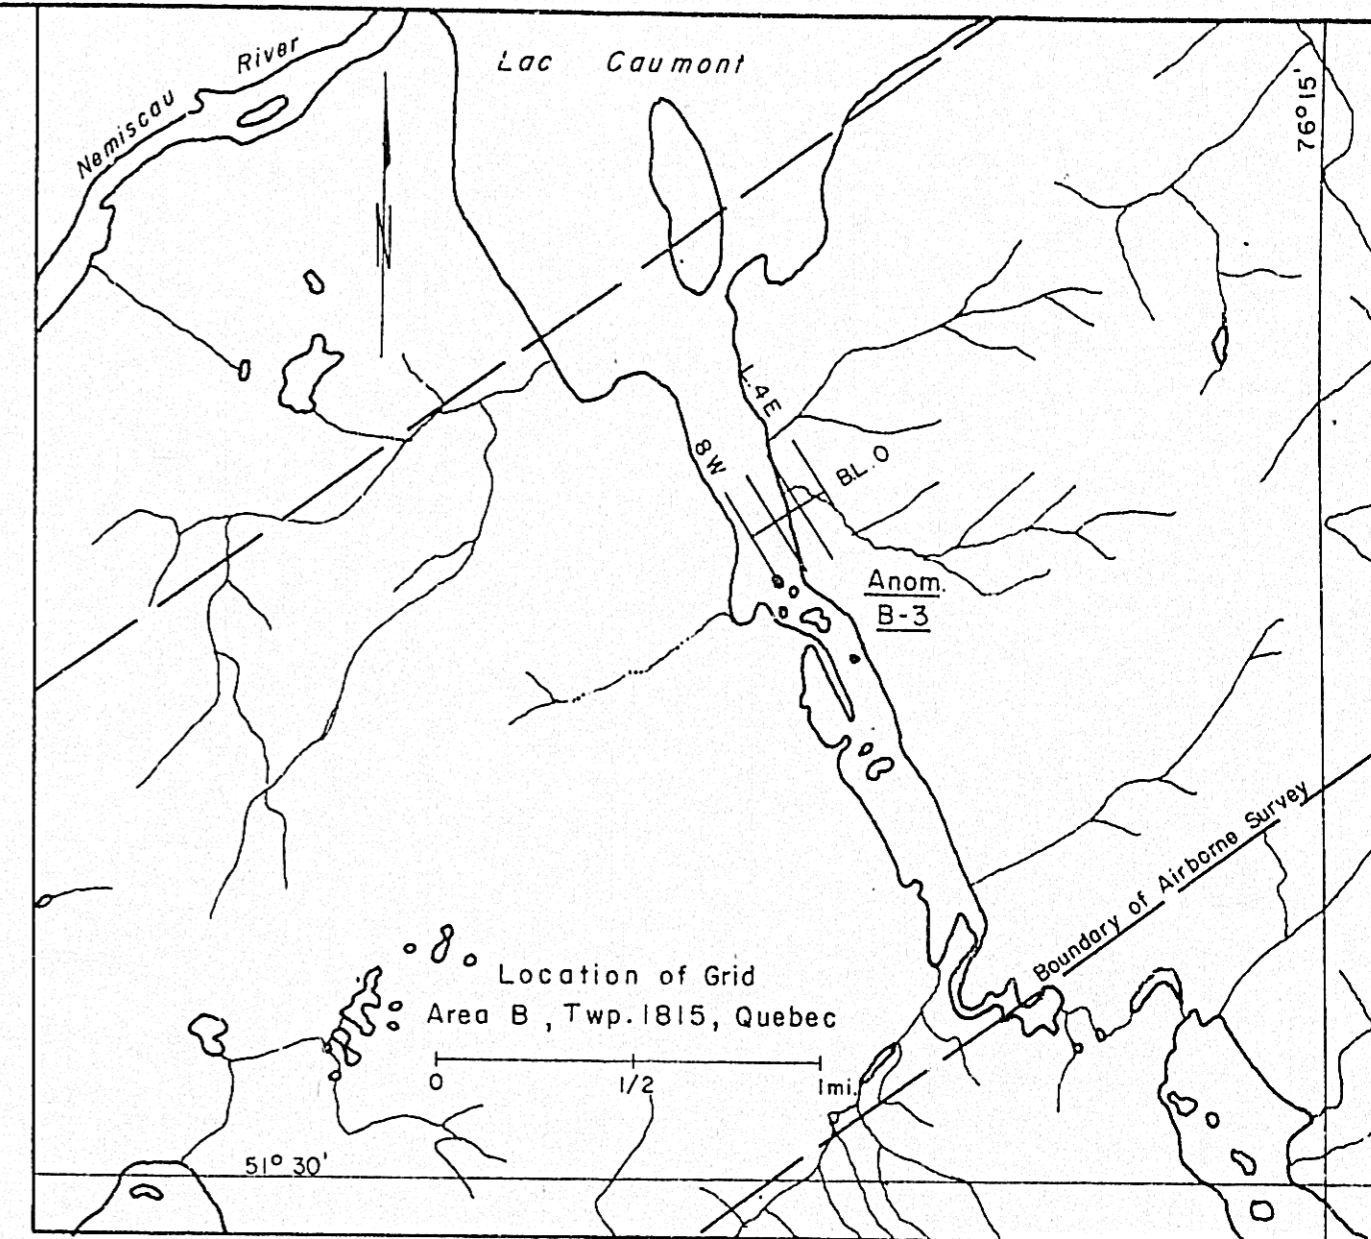 Nemiscau River
Lac Caumont
76° 15'
N
L.4E
8W
B.L. O
Anom.
B-3
Boundary of Airborne Survey
Location of Grid
Area B, Twp. 1815, Quebec
0 1/2 1mi.
51° 30'